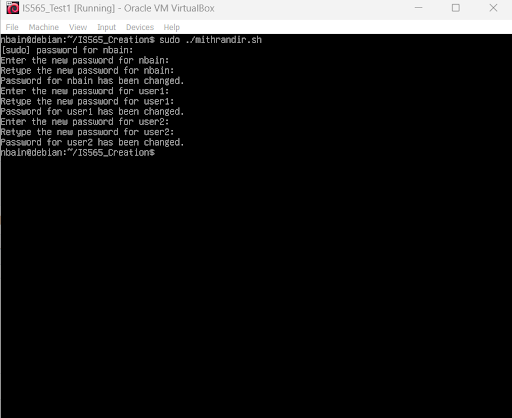 IS565_Test1 [Running] - Oracle VM VirtualBox
File Machine View Input Devices Help
nbain@debian:~/IS565_Creation$ sudo ./mithrandir.sh
[sudo] password for nbain:
Enter the new password for nbain:
Retype the new password for nbain:
Password for nbain has been changed.
Enter the new password for user1:
Retype the new password for user1:
Password for user1 has been changed.
Enter the new password for user2:
Retype the new password for user2:
Password for user2 has been changed.
nbain@debian:~/IS565_Creation$